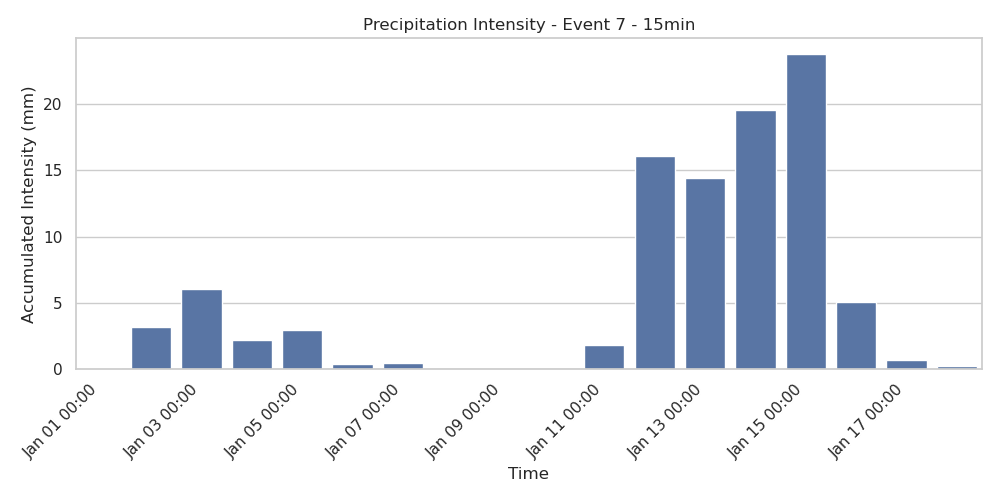 Precipitation Intensity - Event 7 - 15min
Accumulated Intensity (mm)
20
15
10
5
0
Jan 01 00:00
Jan 03 00:00
Jan 05 00:00
Jan 07 00:00
Jan 09 00:00
Jan 11 00:00
Jan 13 00:00
Jan 15 00:00
Jan 17 00:00
Time